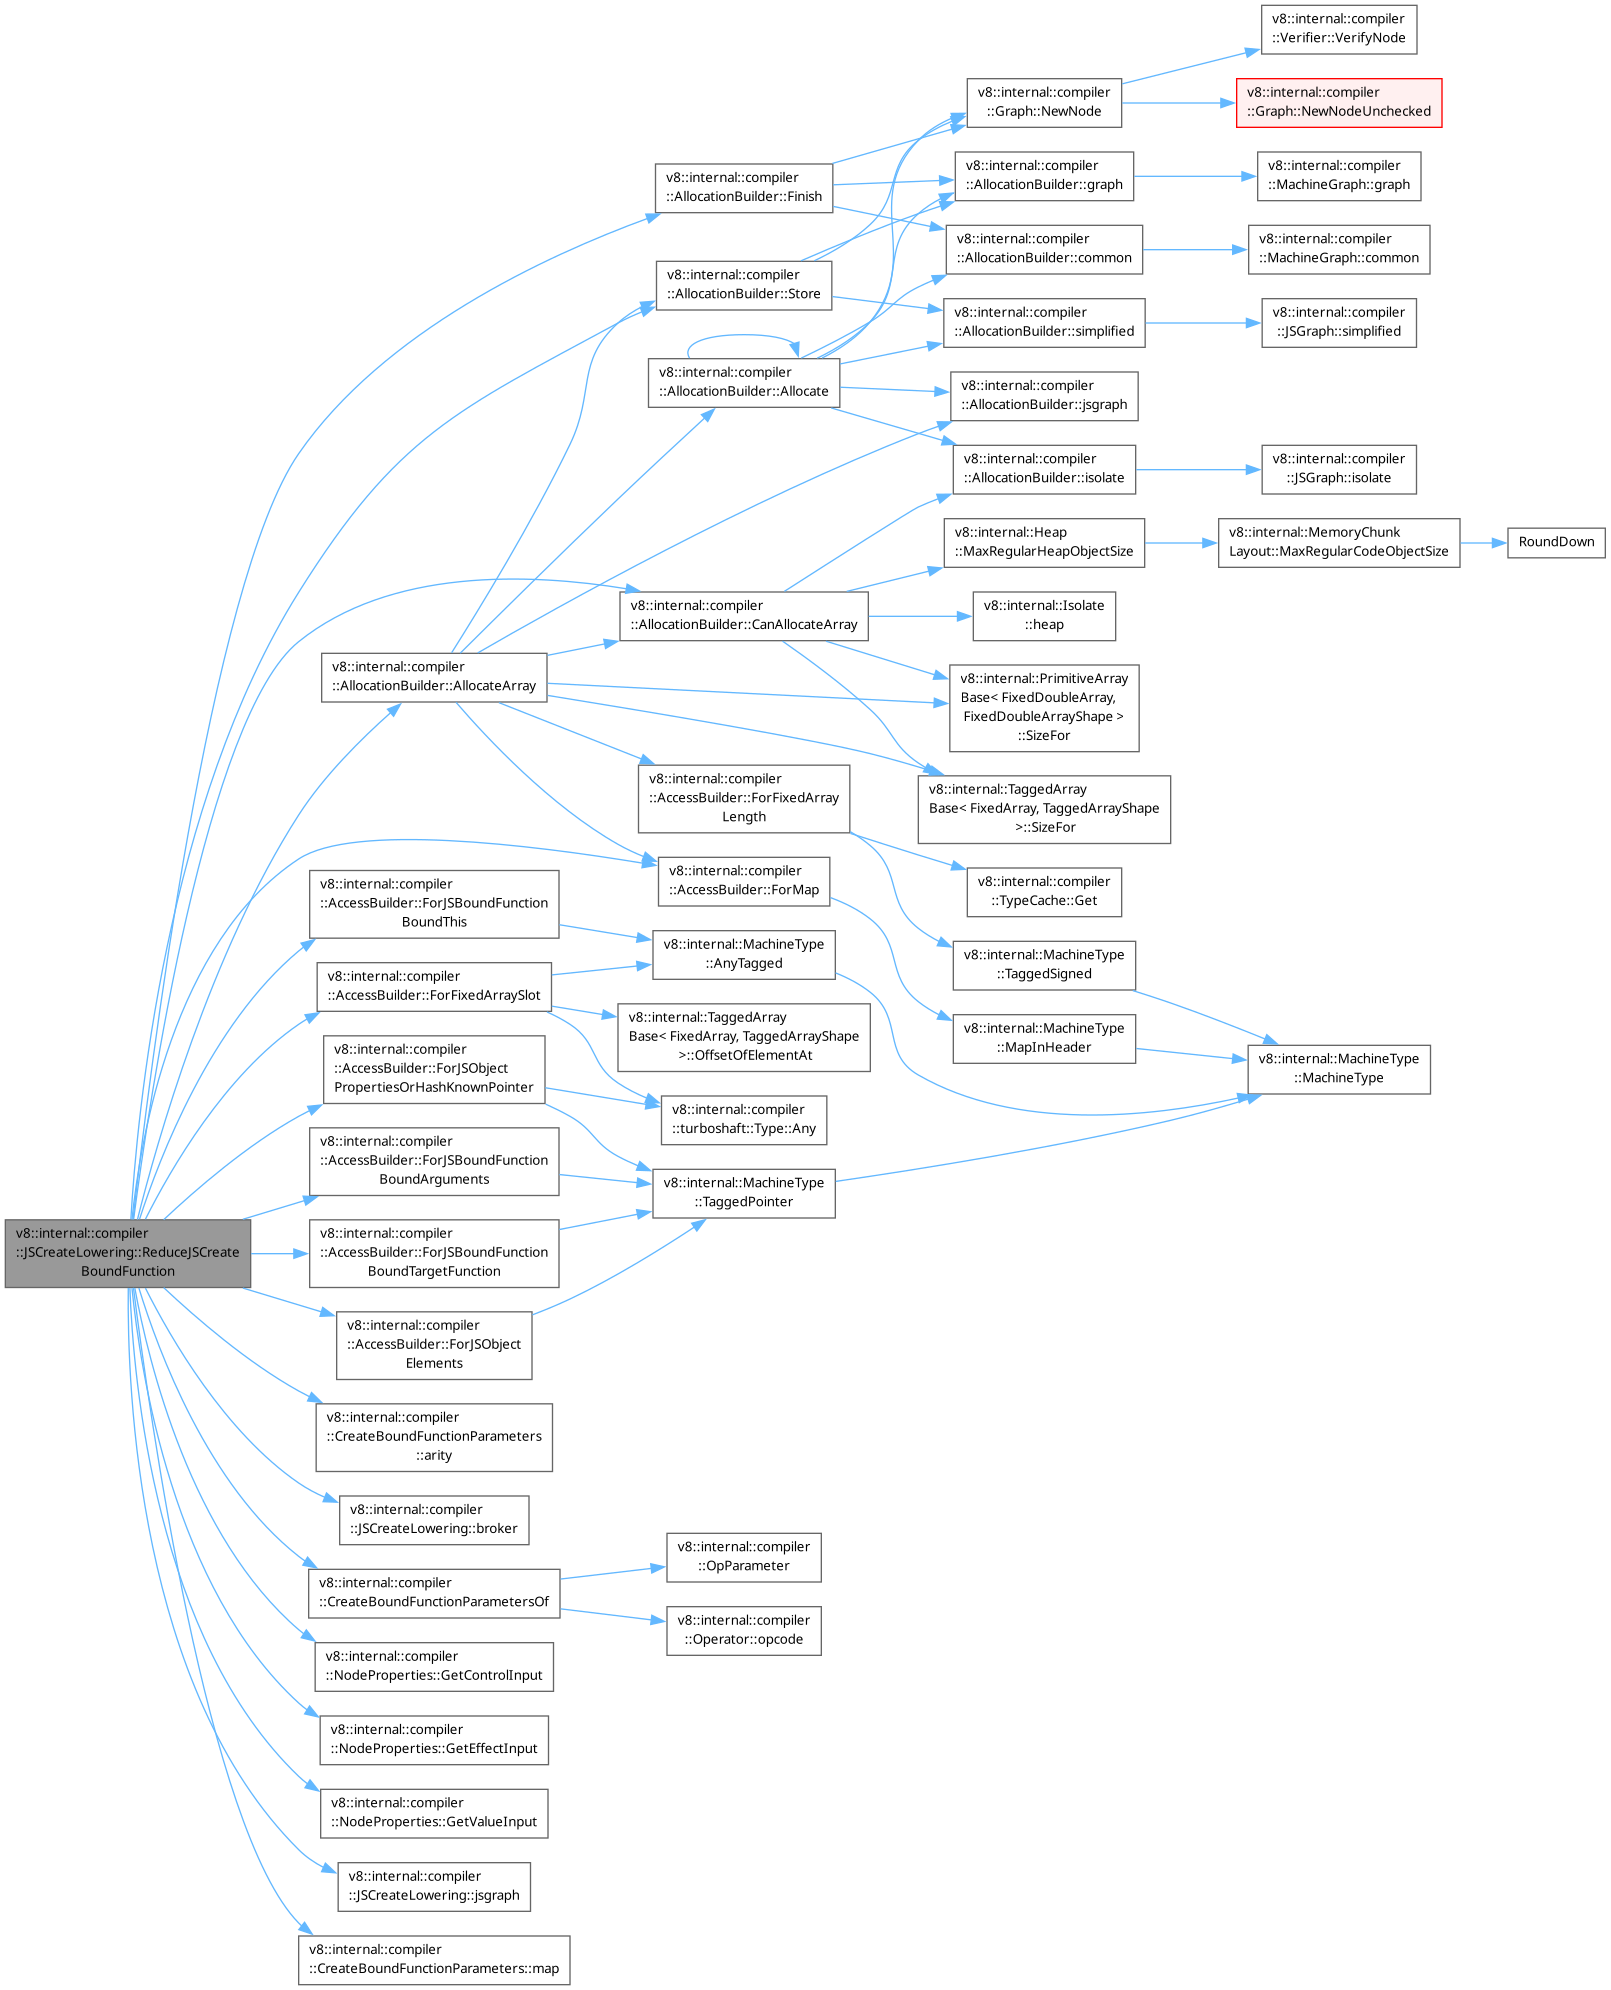 v8::internal::compiler
::Verifier::VerifyNode
v8::internal::compiler
::Graph::NewNode
v8::internal::compiler
::Graph::NewNodeUnchecked
v8::internal::compiler
::AllocationBuilder::graph
v8::internal::compiler
::MachineGraph::graph
v8::internal::compiler
::AllocationBuilder::Finish
v8::internal::compiler
::AllocationBuilder::common
v8::internal::compiler
::MachineGraph::common
v8::internal::compiler
::AllocationBuilder::Store
v8::internal::compiler
::AllocationBuilder::simplified
v8::internal::compiler
::JSGraph::simplified
v8::internal::compiler
::AllocationBuilder::Allocate
v8::internal::compiler
::AllocationBuilder::jsgraph
v8::internal::compiler
::AllocationBuilder::isolate
v8::internal::compiler
::JSGraph::isolate
v8::internal::Heap
::MaxRegularHeapObjectSize
v8::internal::MemoryChunk
Layout::MaxRegularCodeObjectSize
RoundDown
v8::internal::compiler
::AllocationBuilder::CanAllocateArray
v8::internal::Isolate
::heap
v8::internal::compiler
::AllocationBuilder::AllocateArray
v8::internal::PrimitiveArray
Base< FixedDoubleArray,
FixedDoubleArrayShape >
::SizeFor
v8::internal::compiler
::AccessBuilder::ForFixedArray
Length
v8::internal::TaggedArray
Base< FixedArray, TaggedArrayShape
>::SizeFor
v8::internal::compiler
::AccessBuilder::ForMap
v8::internal::compiler
::TypeCache::Get
v8::internal::compiler
::AccessBuilder::ForJSBoundFunction
BoundThis
v8::internal::MachineType
::AnyTagged
v8::internal::MachineType
::TaggedSigned
v8::internal::compiler
::AccessBuilder::ForFixedArraySlot
v8::internal::TaggedArray
Base< FixedArray, TaggedArrayShape
>::OffsetOfElementAt
v8::internal::MachineType
::MapInHeader
v8::internal::MachineType
::MachineType
v8::internal::compiler
::AccessBuilder::ForJSObject
PropertiesOrHashKnownPointer
v8::internal::compiler
::turboshaft::Type::Any
v8::internal::compiler
::AccessBuilder::ForJSBoundFunction
BoundArguments
v8::internal::MachineType
::TaggedPointer
v8::internal::compiler
::JSCreateLowering::ReduceJSCreate
BoundFunction
v8::internal::compiler
::AccessBuilder::ForJSBoundFunction
BoundTargetFunction
v8::internal::compiler
::AccessBuilder::ForJSObject
Elements
v8::internal::compiler
::CreateBoundFunctionParameters
::arity
v8::internal::compiler
::JSCreateLowering::broker
v8::internal::compiler
::CreateBoundFunctionParametersOf
v8::internal::compiler
::OpParameter
v8::internal::compiler
::Operator::opcode
v8::internal::compiler
::NodeProperties::GetControlInput
v8::internal::compiler
::NodeProperties::GetEffectInput
v8::internal::compiler
::NodeProperties::GetValueInput
v8::internal::compiler
::JSCreateLowering::jsgraph
v8::internal::compiler
::CreateBoundFunctionParameters::map